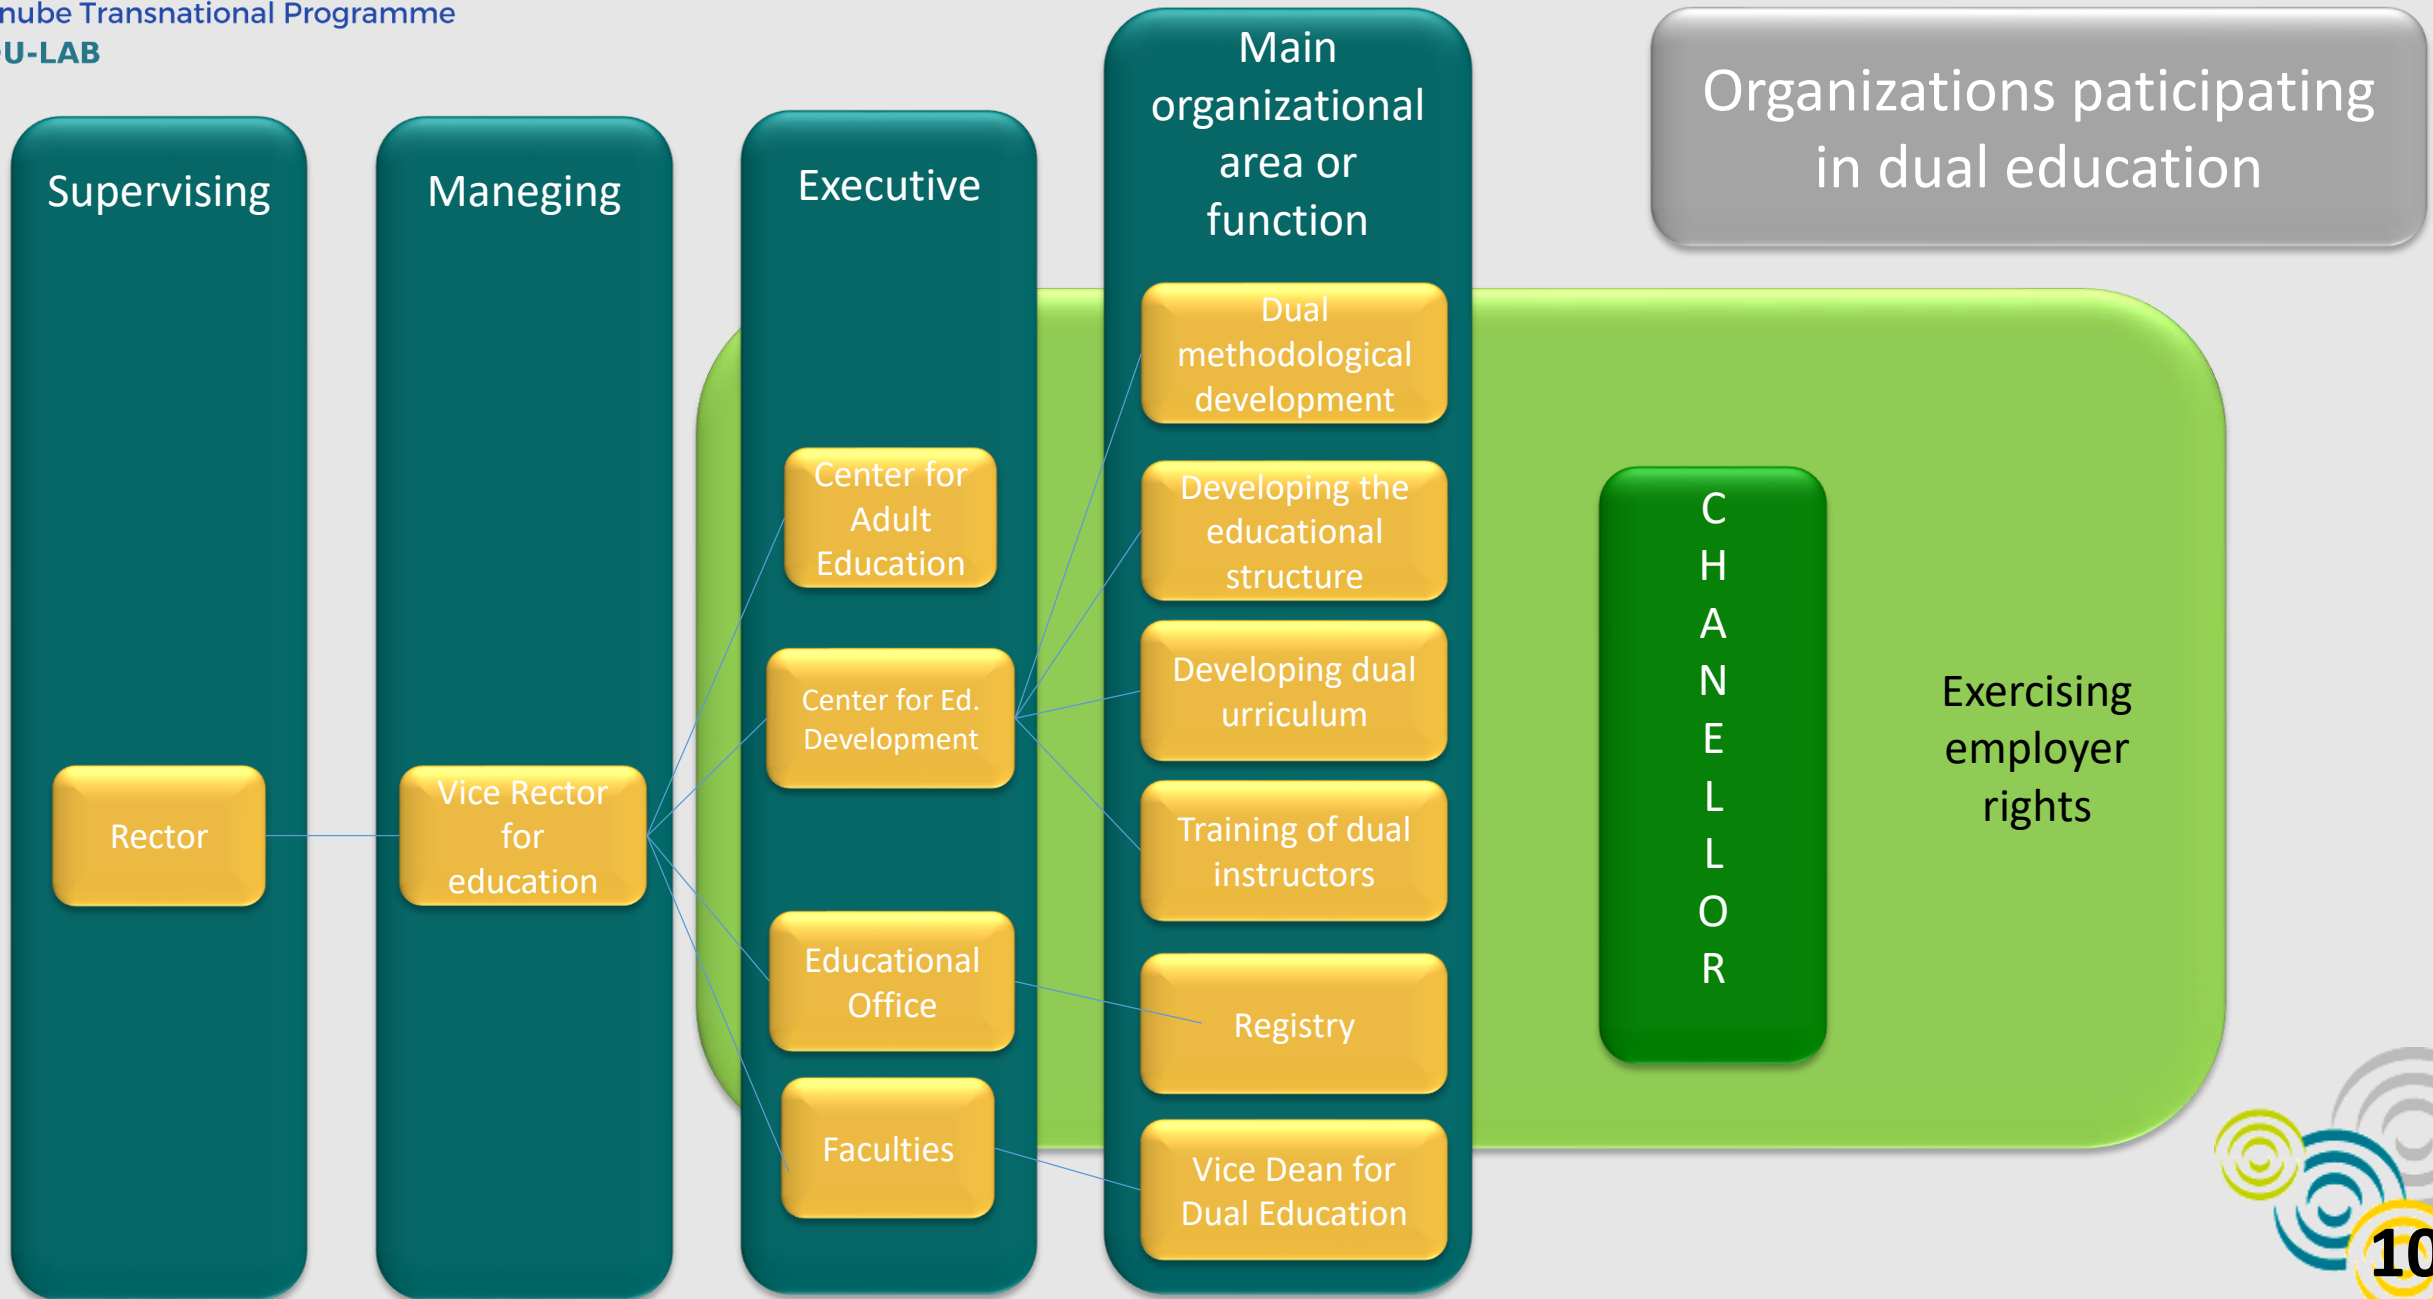 nube Transnational Programme
U-LAB
Supervising
Maneging
Executive
Main
organizational
area or
function
Organizations paticipating
in dual education
Rector
Vice Rector
for
education
Center for
Adult
Education
Center for Ed.
Development
Educational
Office
Faculties
Dual
methodological
development
Developing the
educational
structure
Developing dual
urriculum
Training of dual
instructors
Registry
Vice Dean for
Dual Education
C
H
A
N
E
L
L
O
R
Exercising
employer
rights
10